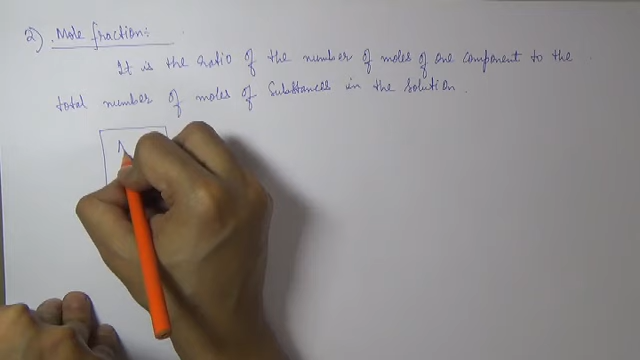 2) Mole fraction:
It is the ratio of the number of moles of one component to the
total number of moles of Substances in the Solution.